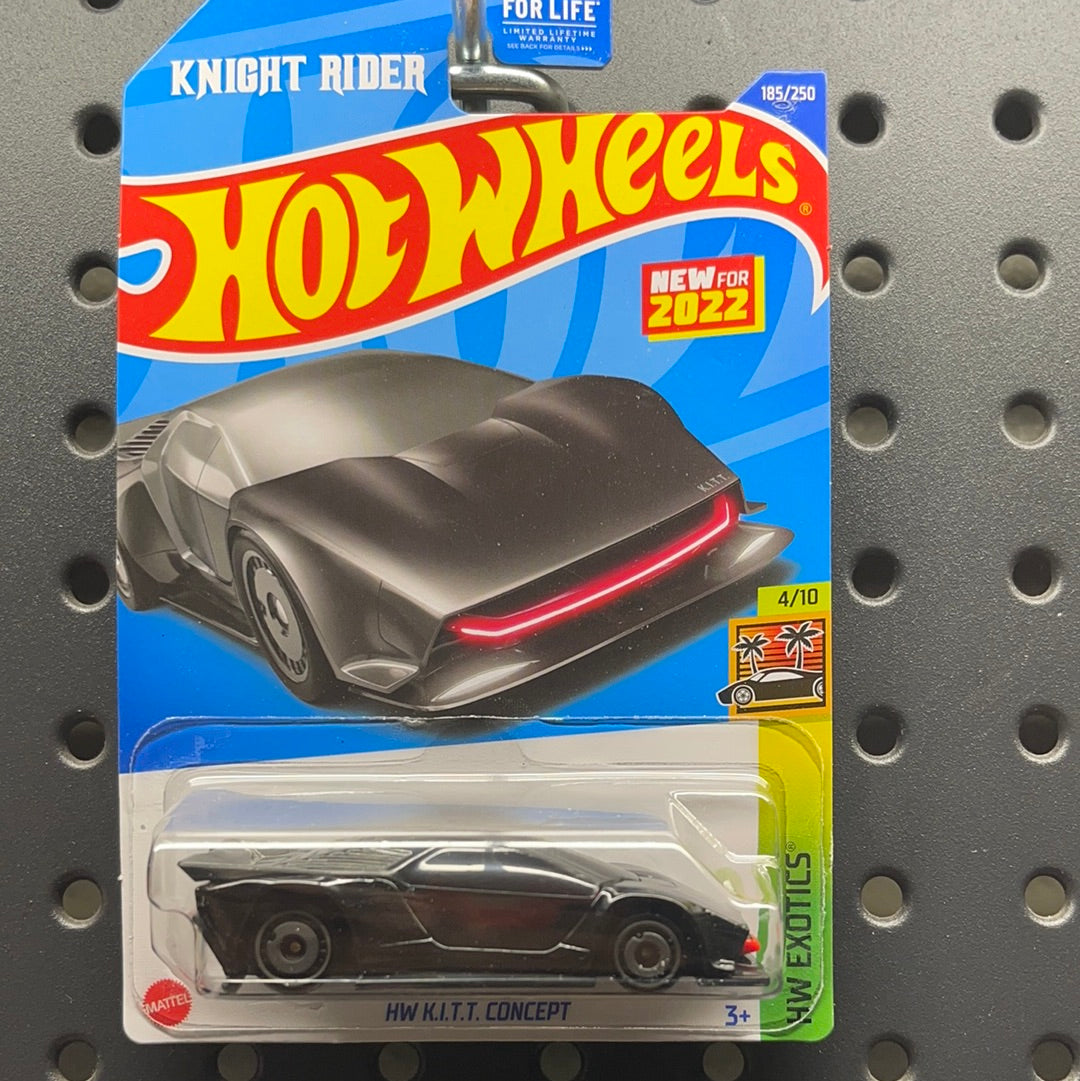 FOR LIFE
LIMITED LIFETIME
WARRANTY
SEE BACK FOR DETAILS
KNIGHT RIDER
185/250
HOT WHEELS®
NEW FOR
2022
K.I.T.T.
4/10
HW EXOTICS®
MATTEL
HW K.I.T.T. CONCEPT
3+